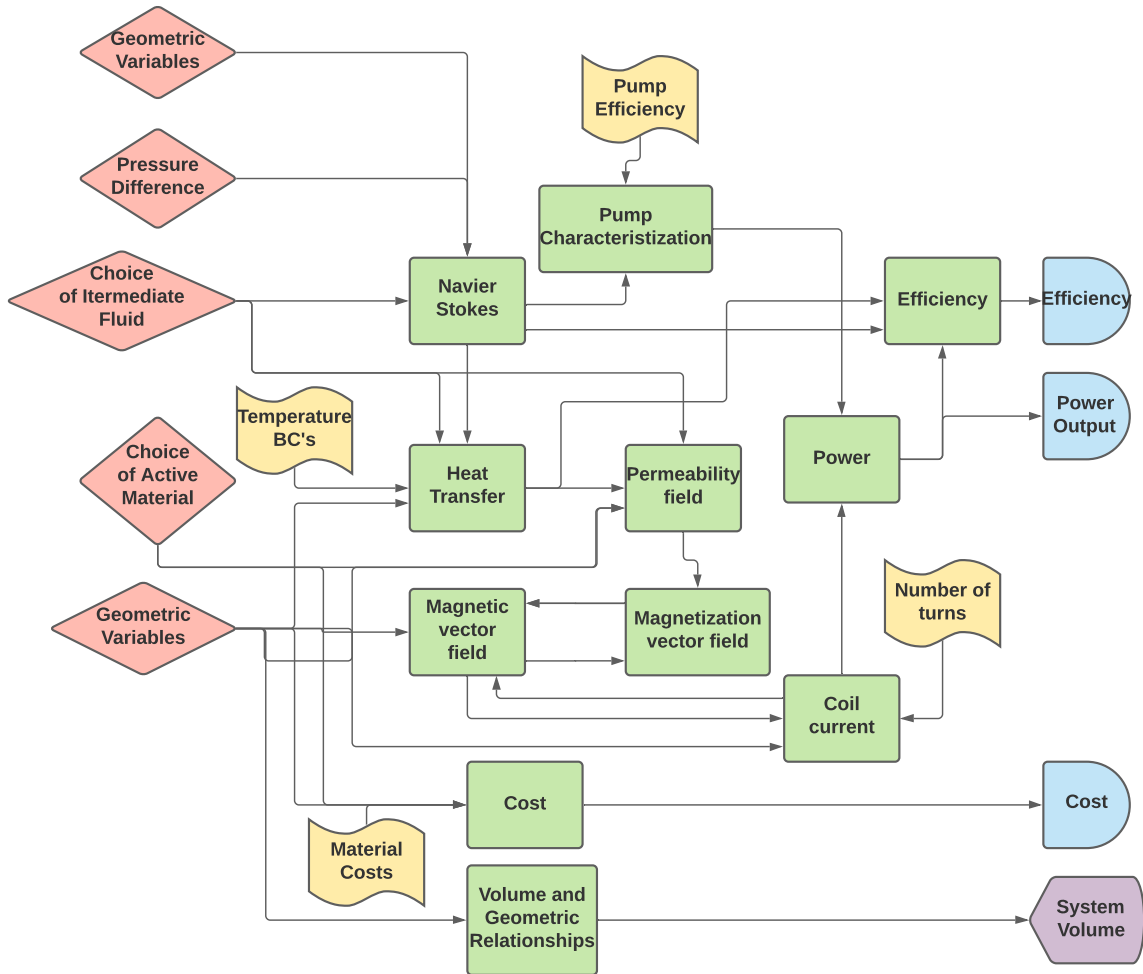 Geometric
Variables
Pump
Efficiency
Pressure
Difference
Pump
Characteristization
Choice
of Itermediate
Fluid
Navier
Stokes
Efficiency
Efficiency
Temperature
BC's
Power
Output
Choice
of Active
Material
Heat
Transfer
Permeability
field
Power
Geometric
Variables
Magnetic
vector
field
Magnetization
vector field
Number of
turns
Coil
current
Cost
Cost
Material
Costs
Volume and
Geometric
Relationships
System
Volume